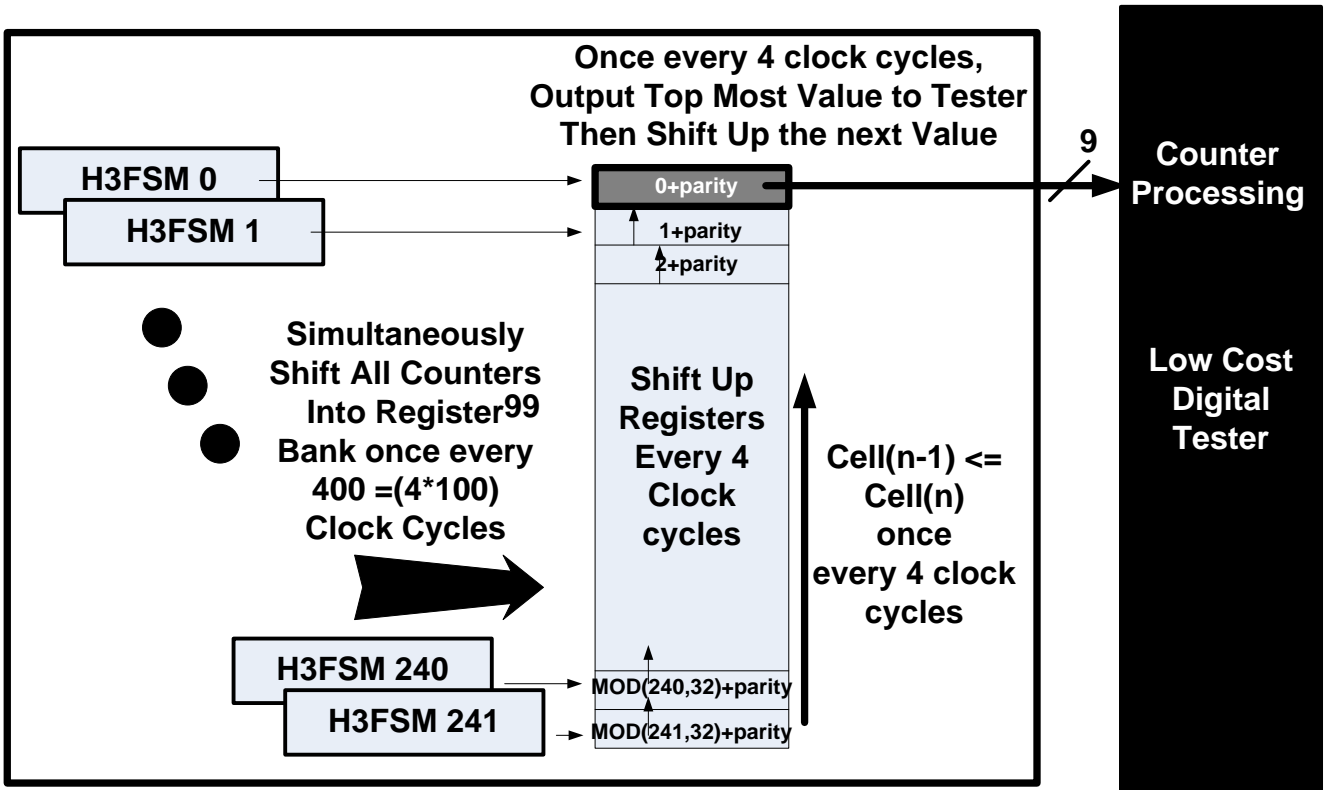 Once every 4 clock cycles,
Output Top Most Value to Tester
Then Shift Up the next Value
9
Counter
Processing
H3FSM 0
0+parity
H3FSM 1
1+parity
2+parity
Simultaneously
Shift All Counters
Into Register99
Bank once every
400 =(4*100)
Clock Cycles
Shift Up
Registers
Every 4
Clock
cycles
Cell(n-1) <=
Cell(n)
once
every 4 clock
cycles
Low Cost
Digital
Tester
H3FSM 240
MOD(240,32)+parity
H3FSM 241
MOD(241,32)+parity